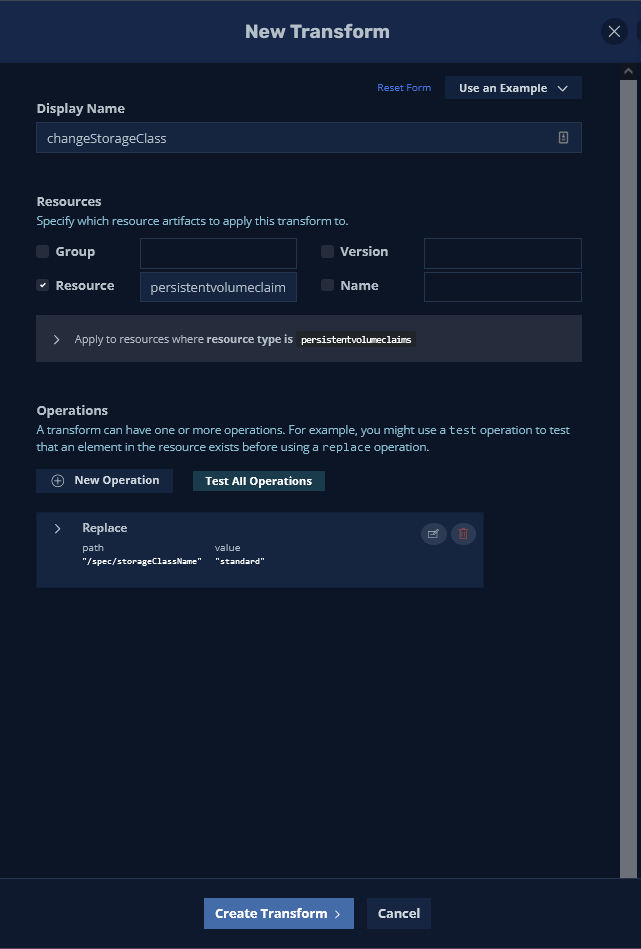 New Transform
Reset Form
Use an Example
Display Name
changeStorageClass
Resources
Specify which resource artifacts to apply this transform to.
Group
Version
Resource
persistentvolumeclaim
Name
Apply to resources where resource type is persistentvolumeclaims
Operations
A transform can have one or more operations. For example, you might use a test operation to test
that an element in the resource exists before using a replace operation.
New Operation
Test All Operations
Replace
path value
"/spec/storageClassName" "standard"
Create Transform
Cancel